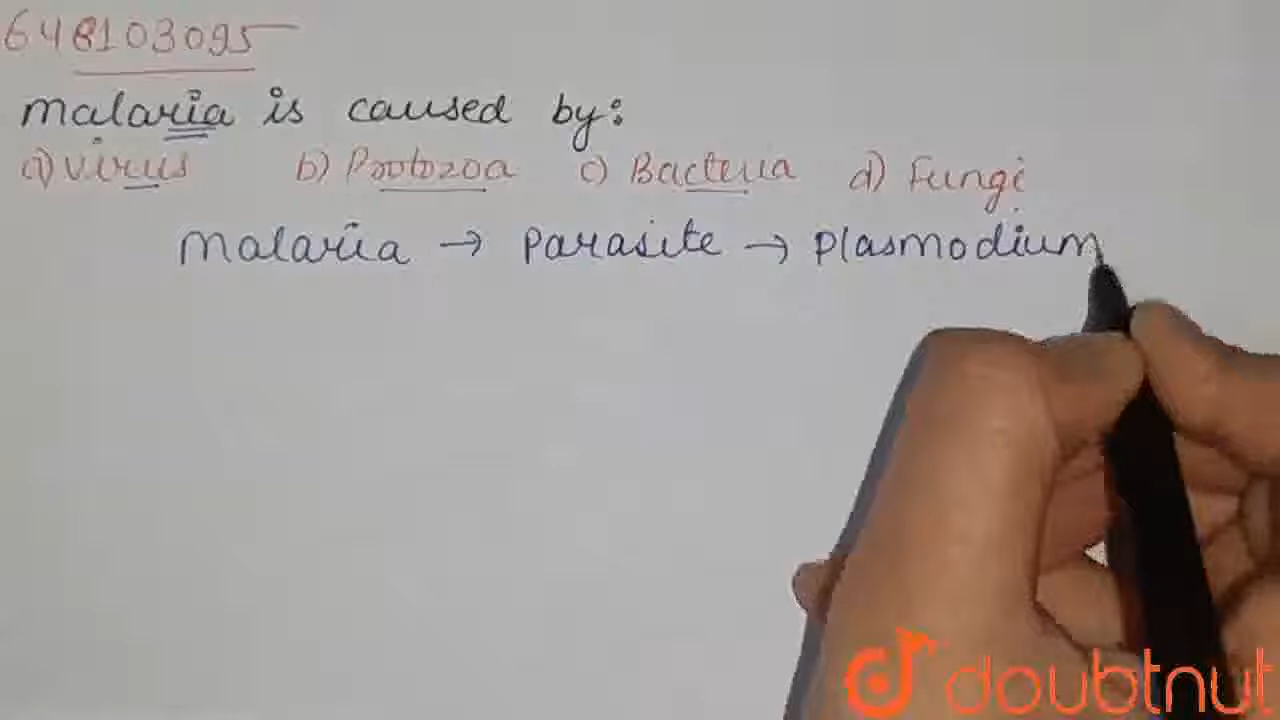 648103095
malaria is caused by:
a) virus b) Protozoa c) Bacteria d) Fungi
malaria → parasite → plasmodium
doubtnut